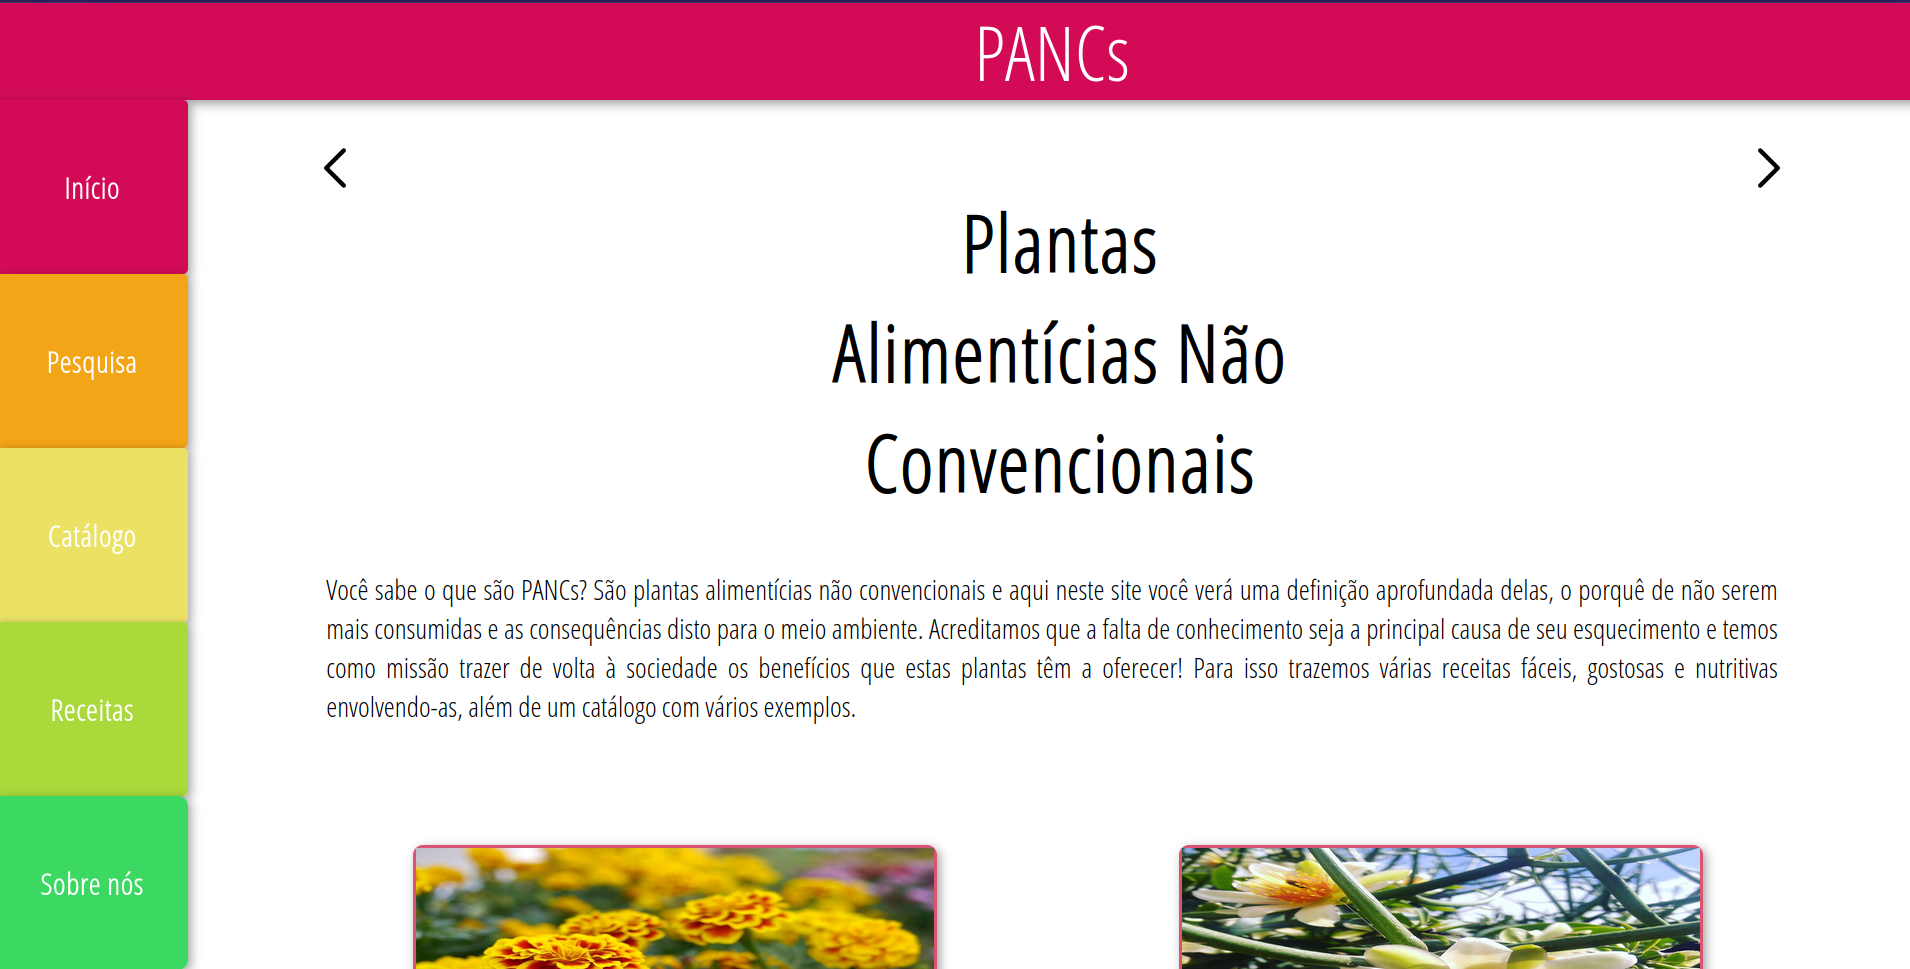 PANCs
Início
Pesquisa
Catálogo
Receitas
Sobre nós
Plantas
Alimentícias Não
Convencionais
Você sabe o que são PANCs? São plantas alimentícias não convencionais e aqui neste site você verá uma definição aprofundada delas, o porquê de não serem
mais consumidas e as consequências disto para o meio ambiente. Acreditamos que a falta de conhecimento seja a principal causa de seu esquecimento e temos
como missão trazer de volta à sociedade os benefícios que estas plantas têm a oferecer! Para isso trazemos várias receitas fáceis, gostosas e nutritivas
envolvendo-as, além de um catálogo com vários exemplos.